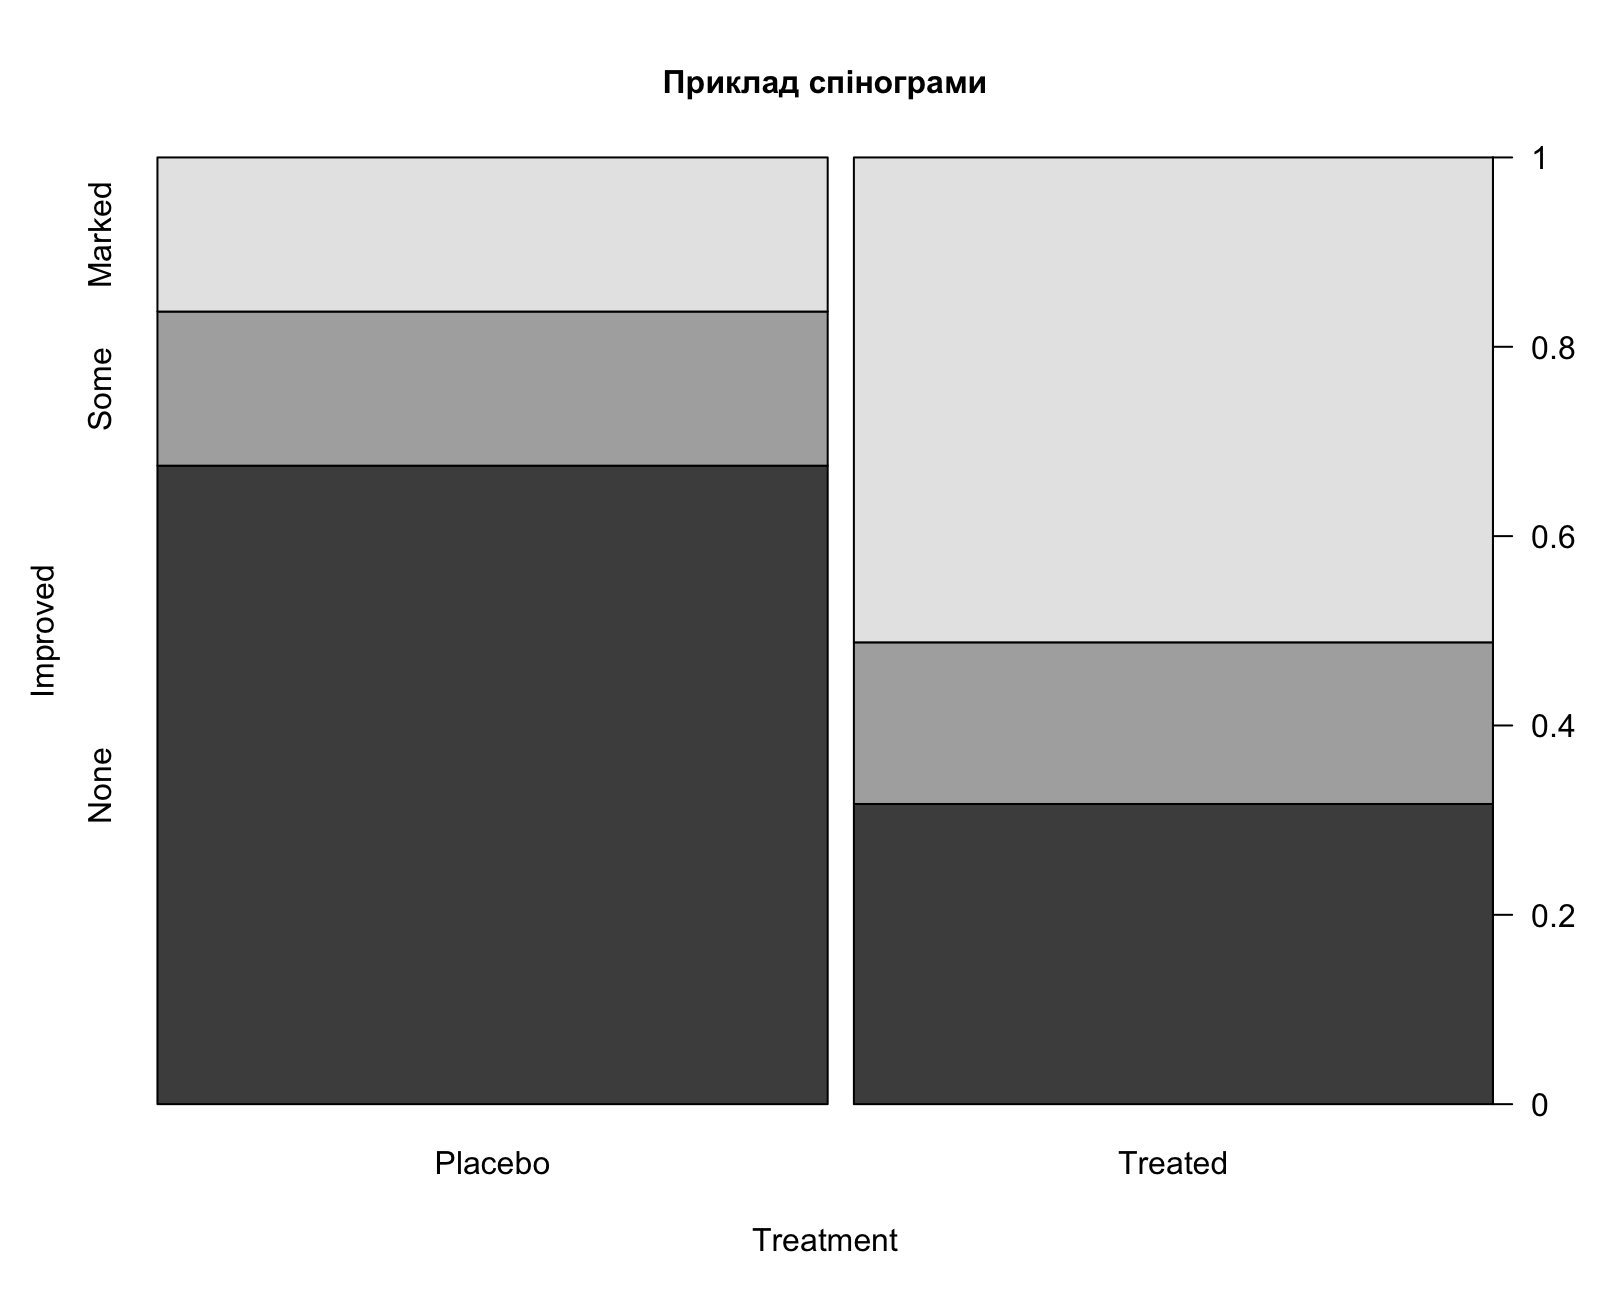 Приклад спінограми
Marked
Some
None
Improved
1
0.8
0.6
0.4
0.2
0
Placebo
Treated
Treatment